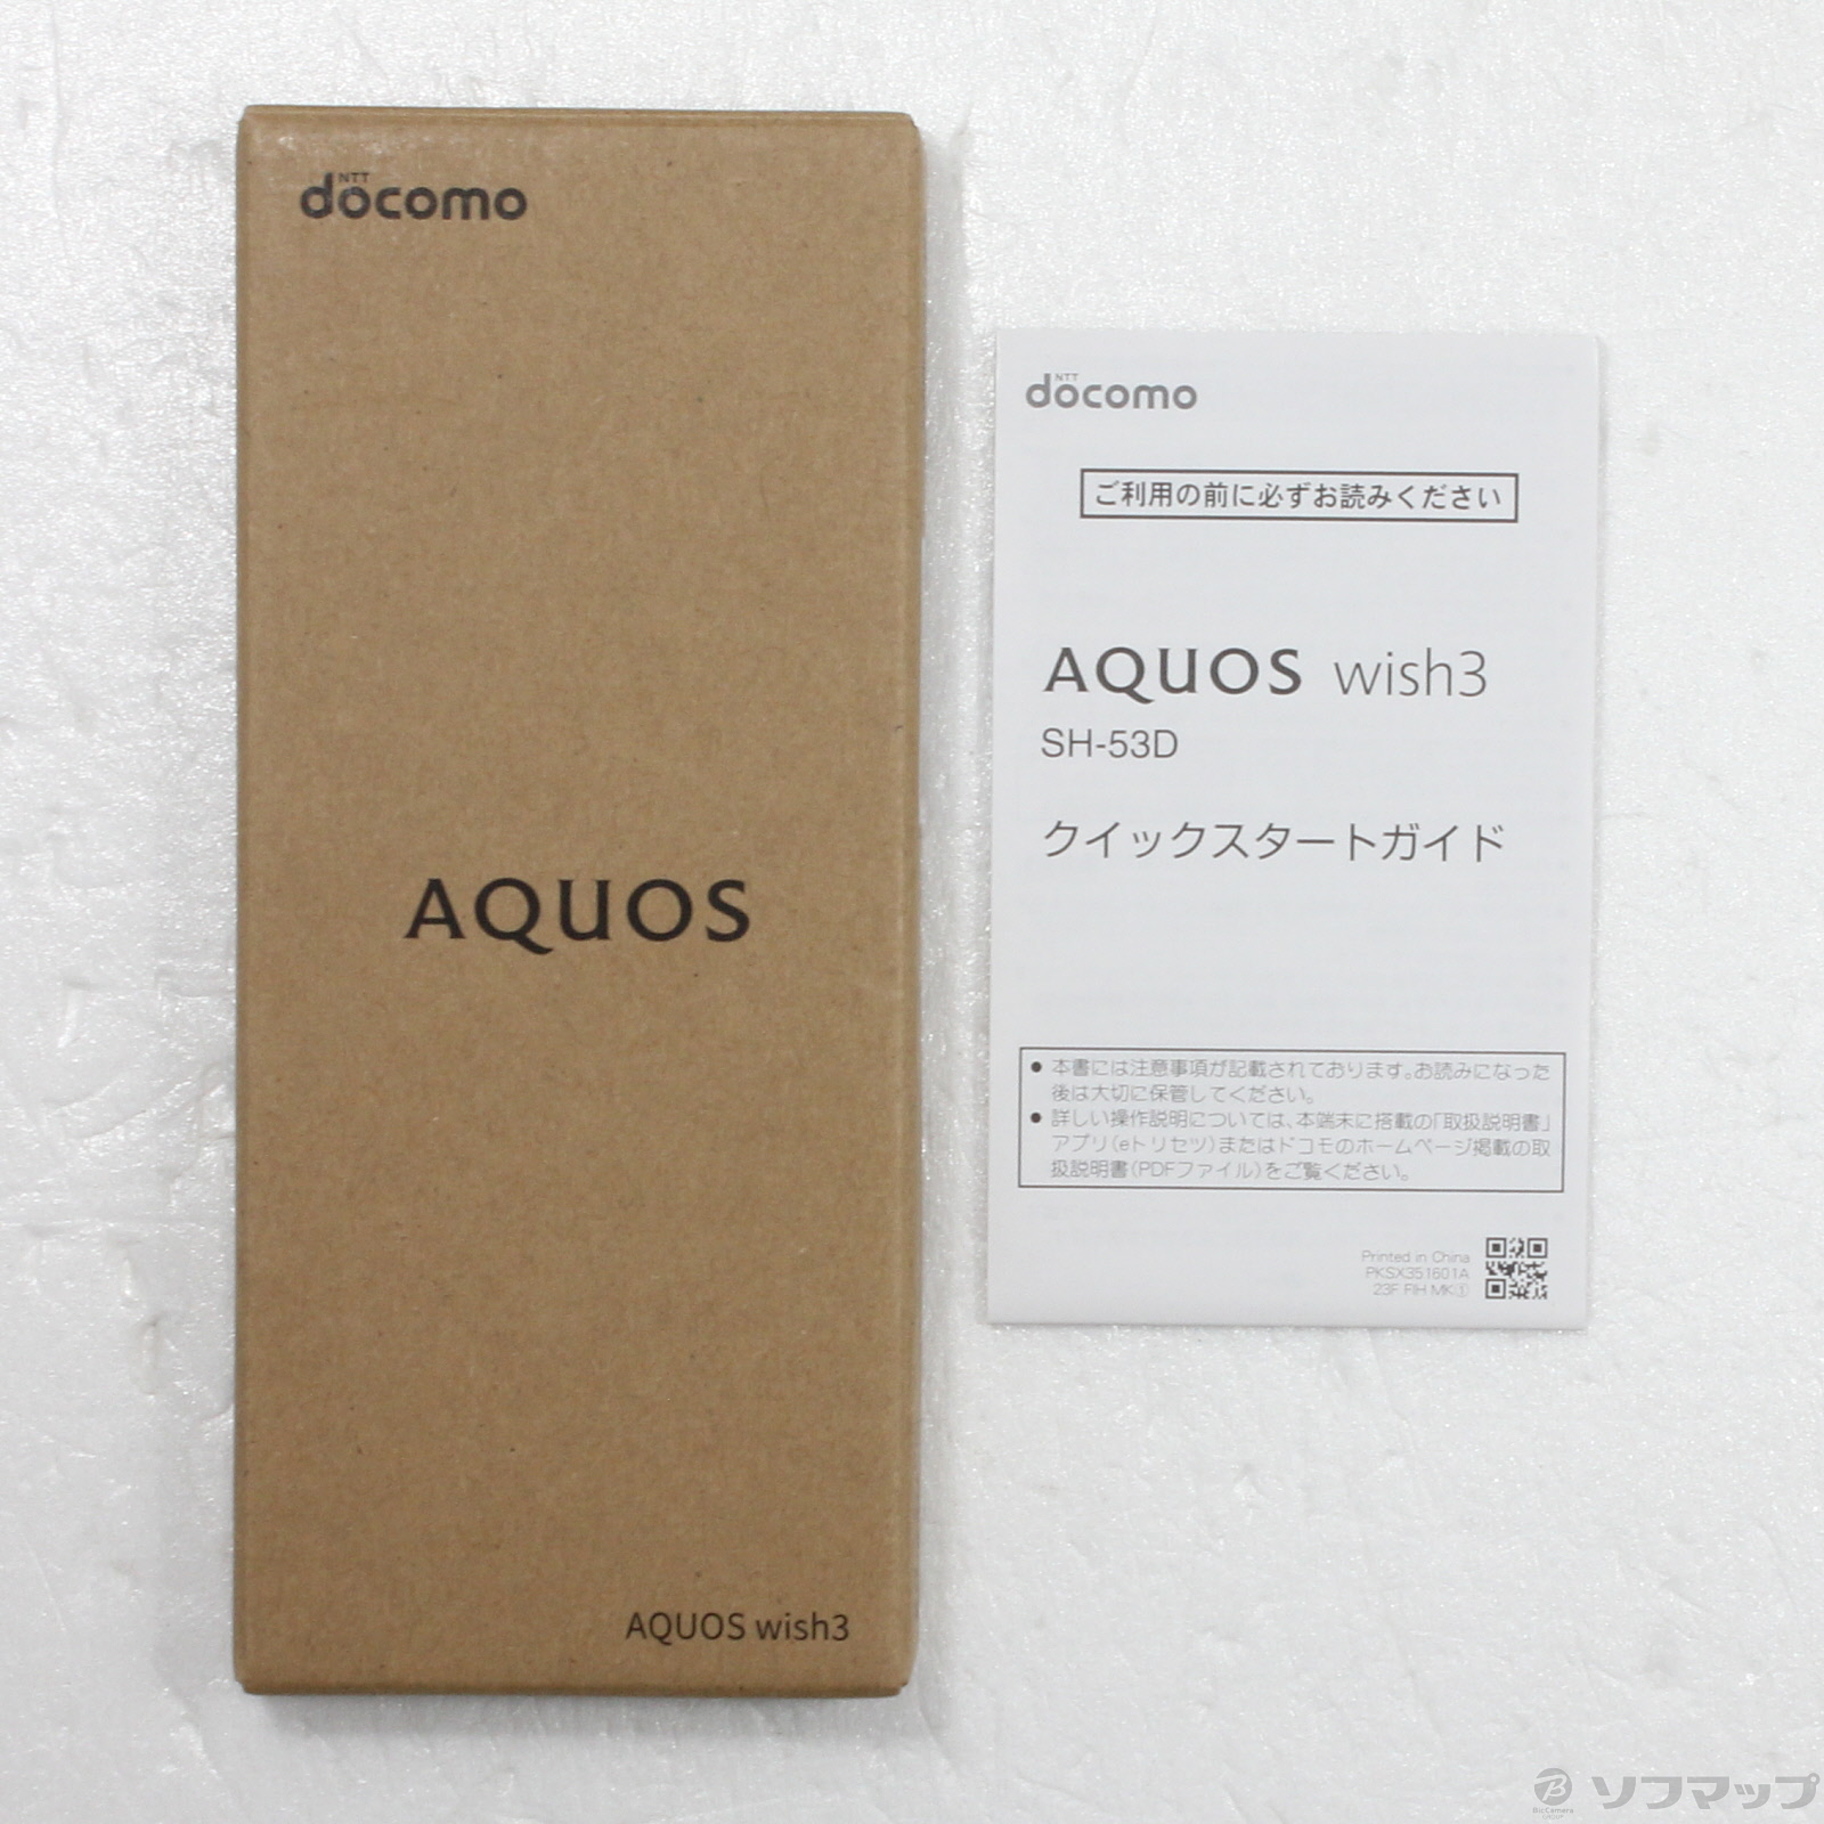 NTT
docomo
AQUOS
AQUOS wish3
NTT
docomo
ご利用の前に必ずお読みください
AQUOS wish3
SH-53D
クイックスタートガイド
● 本書には注意事項が記載されております。お読みになった
後は大切に保管してください。
● 詳しい操作説明については、本端末に搭載の「取扱説明書」
アプリ(eトリセツ)またはドコモのホームページ掲載の取
扱説明書(PDFファイル)をご覧ください。
Printed in China
PKSX351601A
23F FIH MK①
B
BicCamera
GROUP
ソフマップ